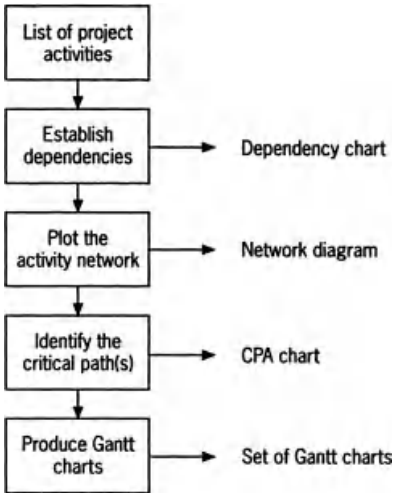 List of project
activities
Establish
dependencies
Dependency chart
Plot the
activity network
Network diagram
Identify the
critical path(s)
CPA chart
Produce Gantt
charts
Set of Gantt charts